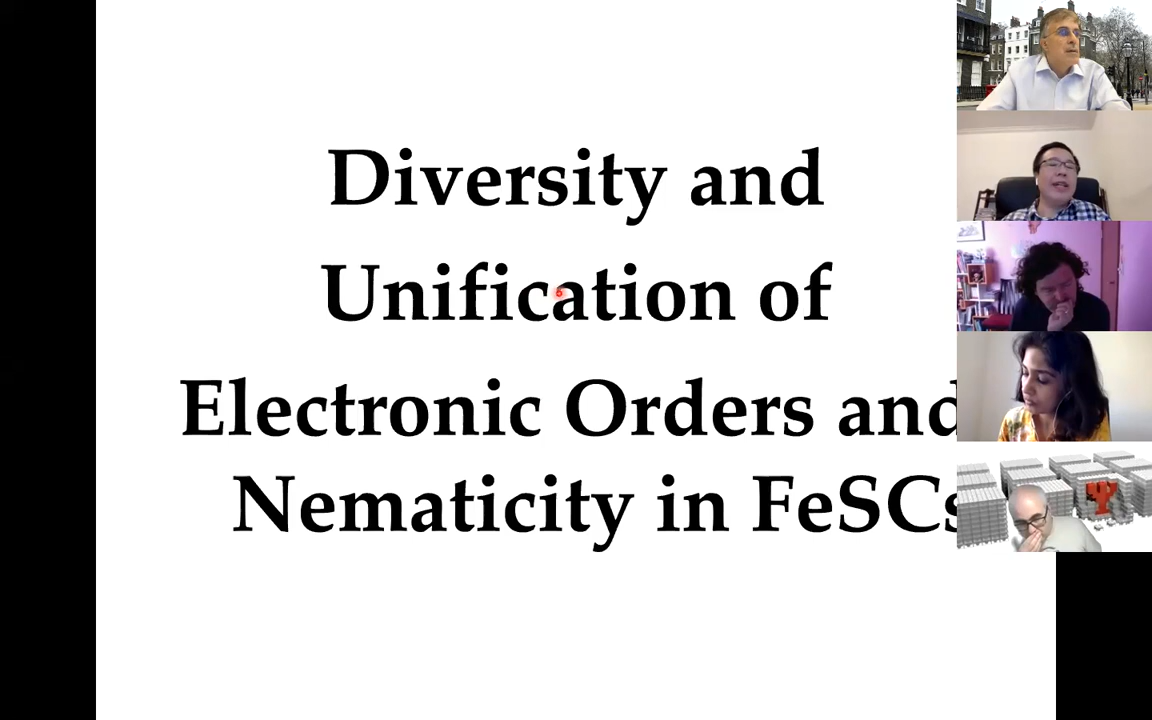 Diversity and
Unification of
Electronic Orders and
Nematicity in FeSCs